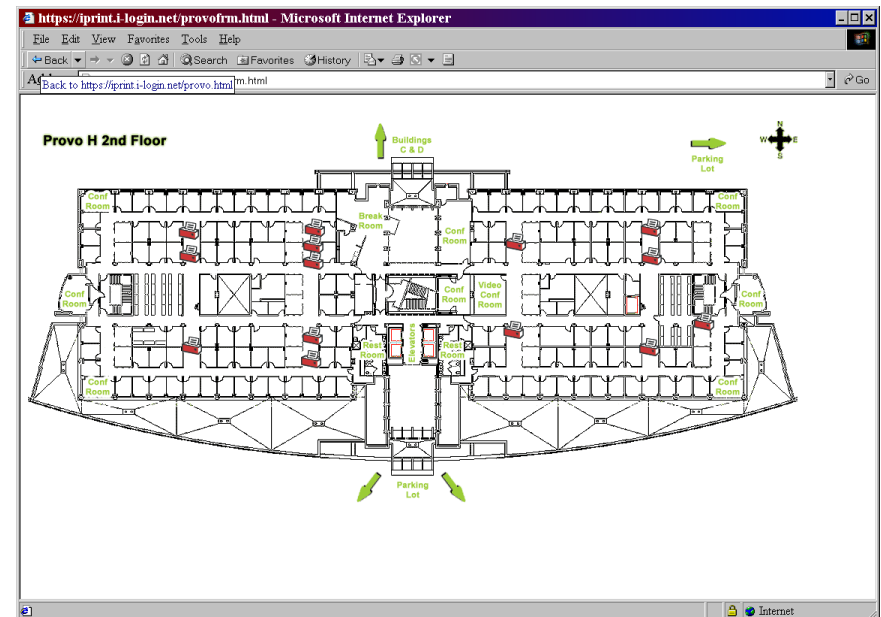 https://iprint.i-login.net/provofrm.html - Microsoft Internet Explorer
File Edit View Favorites Tools Help
Back Search Favorites History
Back to https://iprint.i-login.net/provo.html
rm.html
Go
Provo H 2nd Floor
Buildings
C & D
Parking
Lot
N
W E
S
Conf
Room
Break
Room
Conf
Room
Conf
Room
Conf
Room
Conf
Room
Video
Conf
Room
Conf
Room
Rest
Room
Elevators
Rest
Room
Conf
Room
Conf
Room
Parking
Lot
Internet